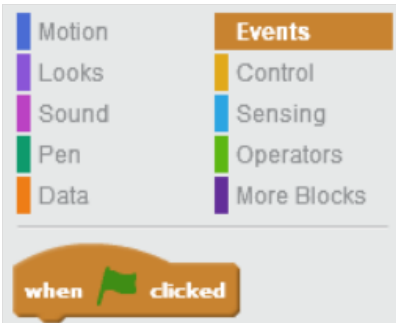 Motion Events
Looks Control
Sound Sensing
Pen Operators
Data More Blocks
when clicked